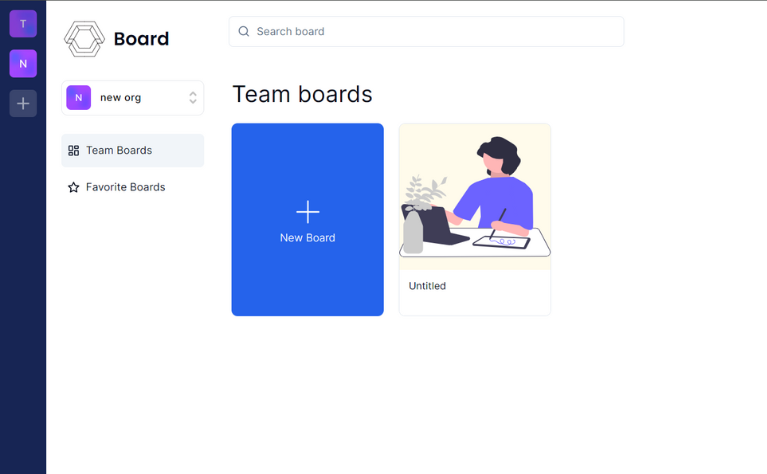 T
Board
Search board
N
N
new org
Team boards
Team Boards
Favorite Boards
New Board
Untitled